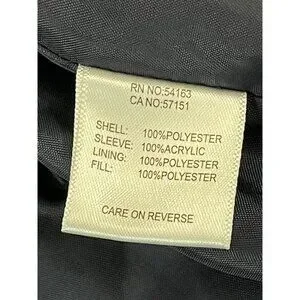 RN NO:54163
CA NO:57151
SHELL: 100%POLYESTER
SLEEVE: 100%ACRYLIC
LINING: 100%POLYESTER
FILL: 100%POLYESTER
CARE ON REVERSE